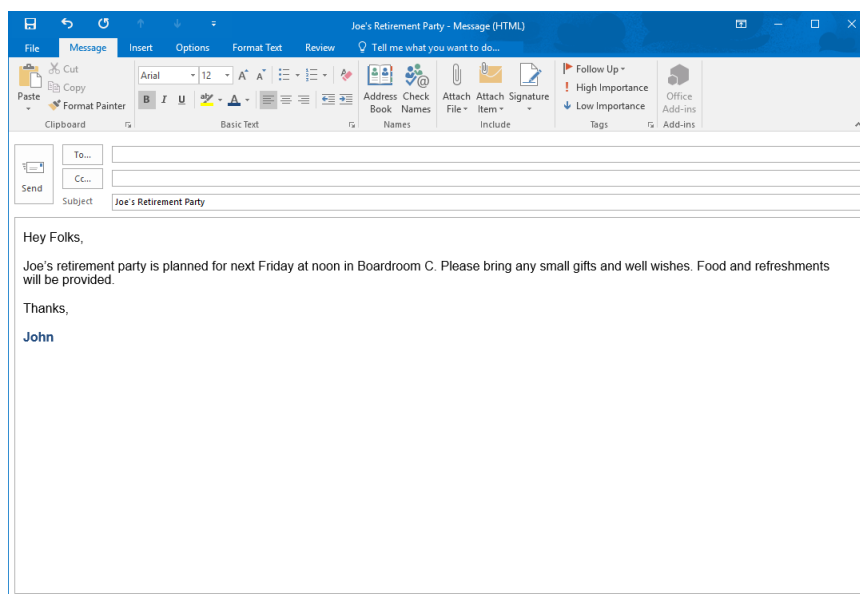 Joe's Retirement Party - Message (HTML)
File Message Insert Options Format Text Review Tell me what you want to do...
Paste
Cut
Copy
Format Painter
Clipboard
Arial 12
B I U aby A
Basic Text
Address Book
Check Names
Names
Attach File
Attach Item
Signature
Include
Follow Up
High Importance
Low Importance
Tags
Office Add-ins
Add-ins
Send
To...
Cc...
Subject Joe's Retirement Party
Hey Folks,
Joe's retirement party is planned for next Friday at noon in Boardroom C. Please bring any small gifts and well wishes. Food and refreshments
will be provided.
Thanks,
John